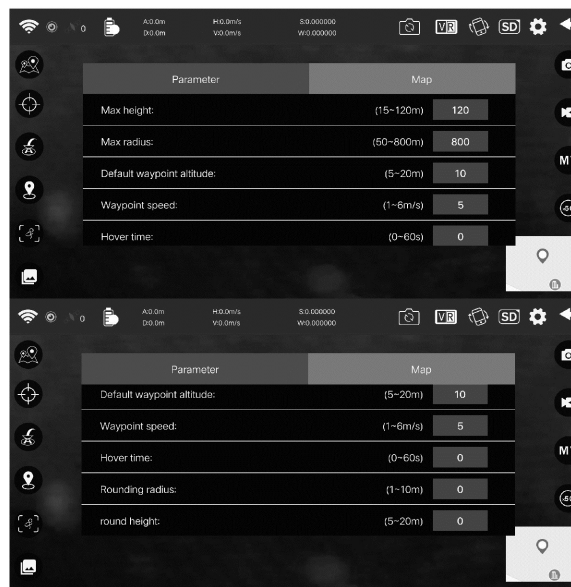 0
A:0.0m
H:0.0m/s
S:0.000000
D:0.0m
V:0.0m/s
W:0.000000
VR
SD
Parameter
Map
Max height:
(15~120m)
120
Max radius:
(50~800m)
800
Default waypoint altitude:
(5~20m)
10
Waypoint speed:
(1~6m/s)
5
Hover time:
(0~60s)
0
0
A:0.0m
H:0.0m/s
S:0.000000
D:0.0m
V:0.0m/s
W:0.000000
VR
SD
Parameter
Map
Default waypoint altitude:
(5~20m)
10
Waypoint speed:
(1~6m/s)
5
Hover time:
(0~60s)
0
Rounding radius:
(1~10m)
0
round height:
(5~20m)
0